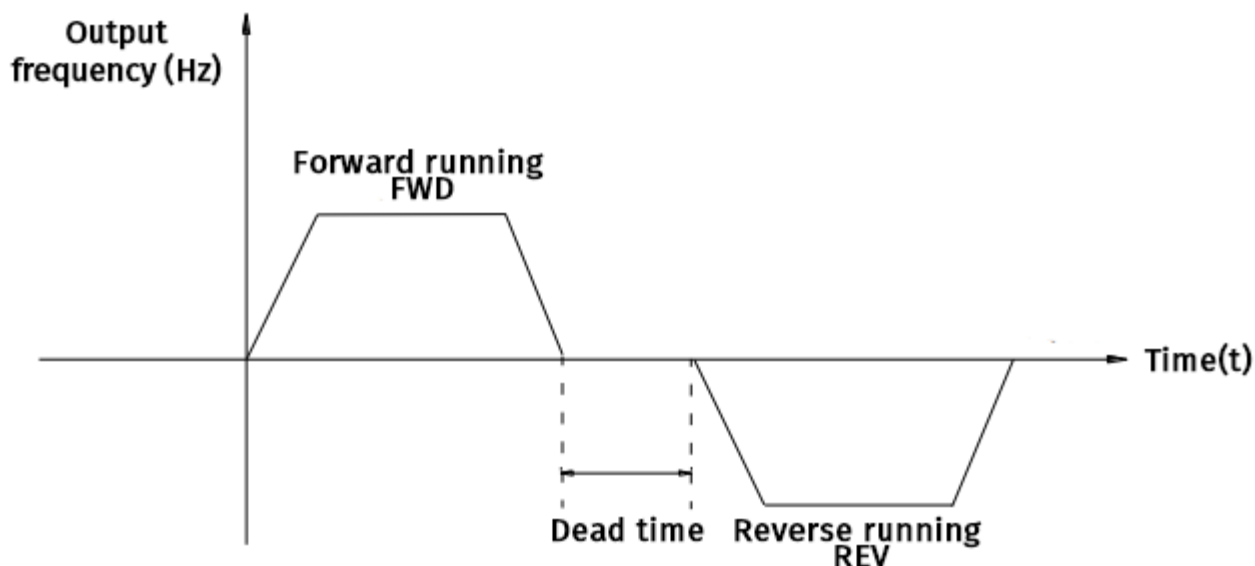 Output
frequency (Hz)
Forward running
FWD
Time(t)
Dead time
Reverse running
REV